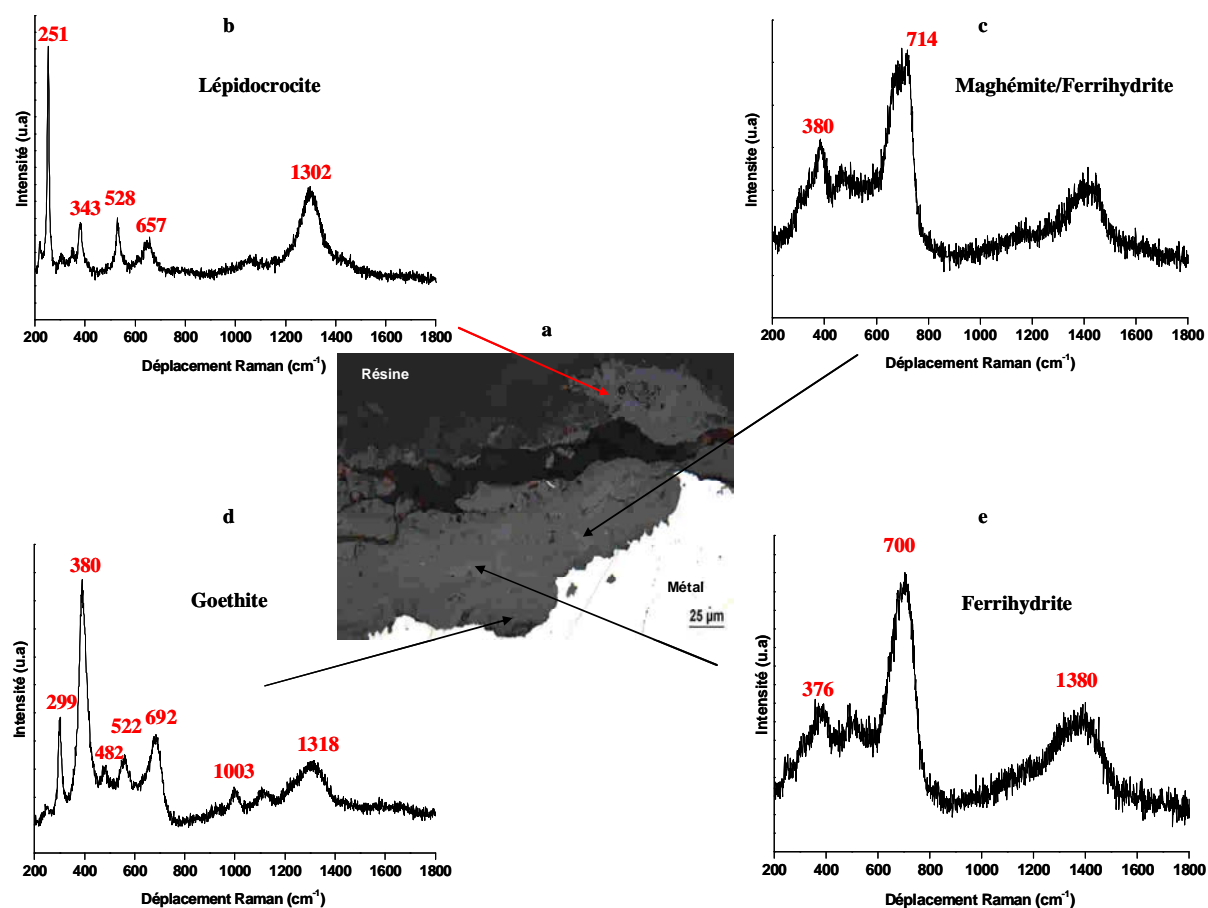 b
251
Lépidocrocite
343
528
657
1302
Intensité (u.a)
200 400 600 800 1000 1200 1400 1600 1800
Déplacement Raman (cm-1)
c
714
Maghémite/Ferrihydrite
380
Intensite (u.a)
200 400 600 800 1000 1200 1400 1600 1800
Déplacement Raman (cm-1)
a
Résine
Métal
25 µm
d
380
Goethite
299
482
522
692
1003
1318
Intensité (u.a)
200 400 600 800 1000 1200 1400 1600 1800
Déplacement Raman (cm-1)
e
700
Ferrihydrite
376
1380
Intensité (u.a)
200 400 600 800 1000 1200 1400 1600 1800
Déplacement Raman (cm-1)